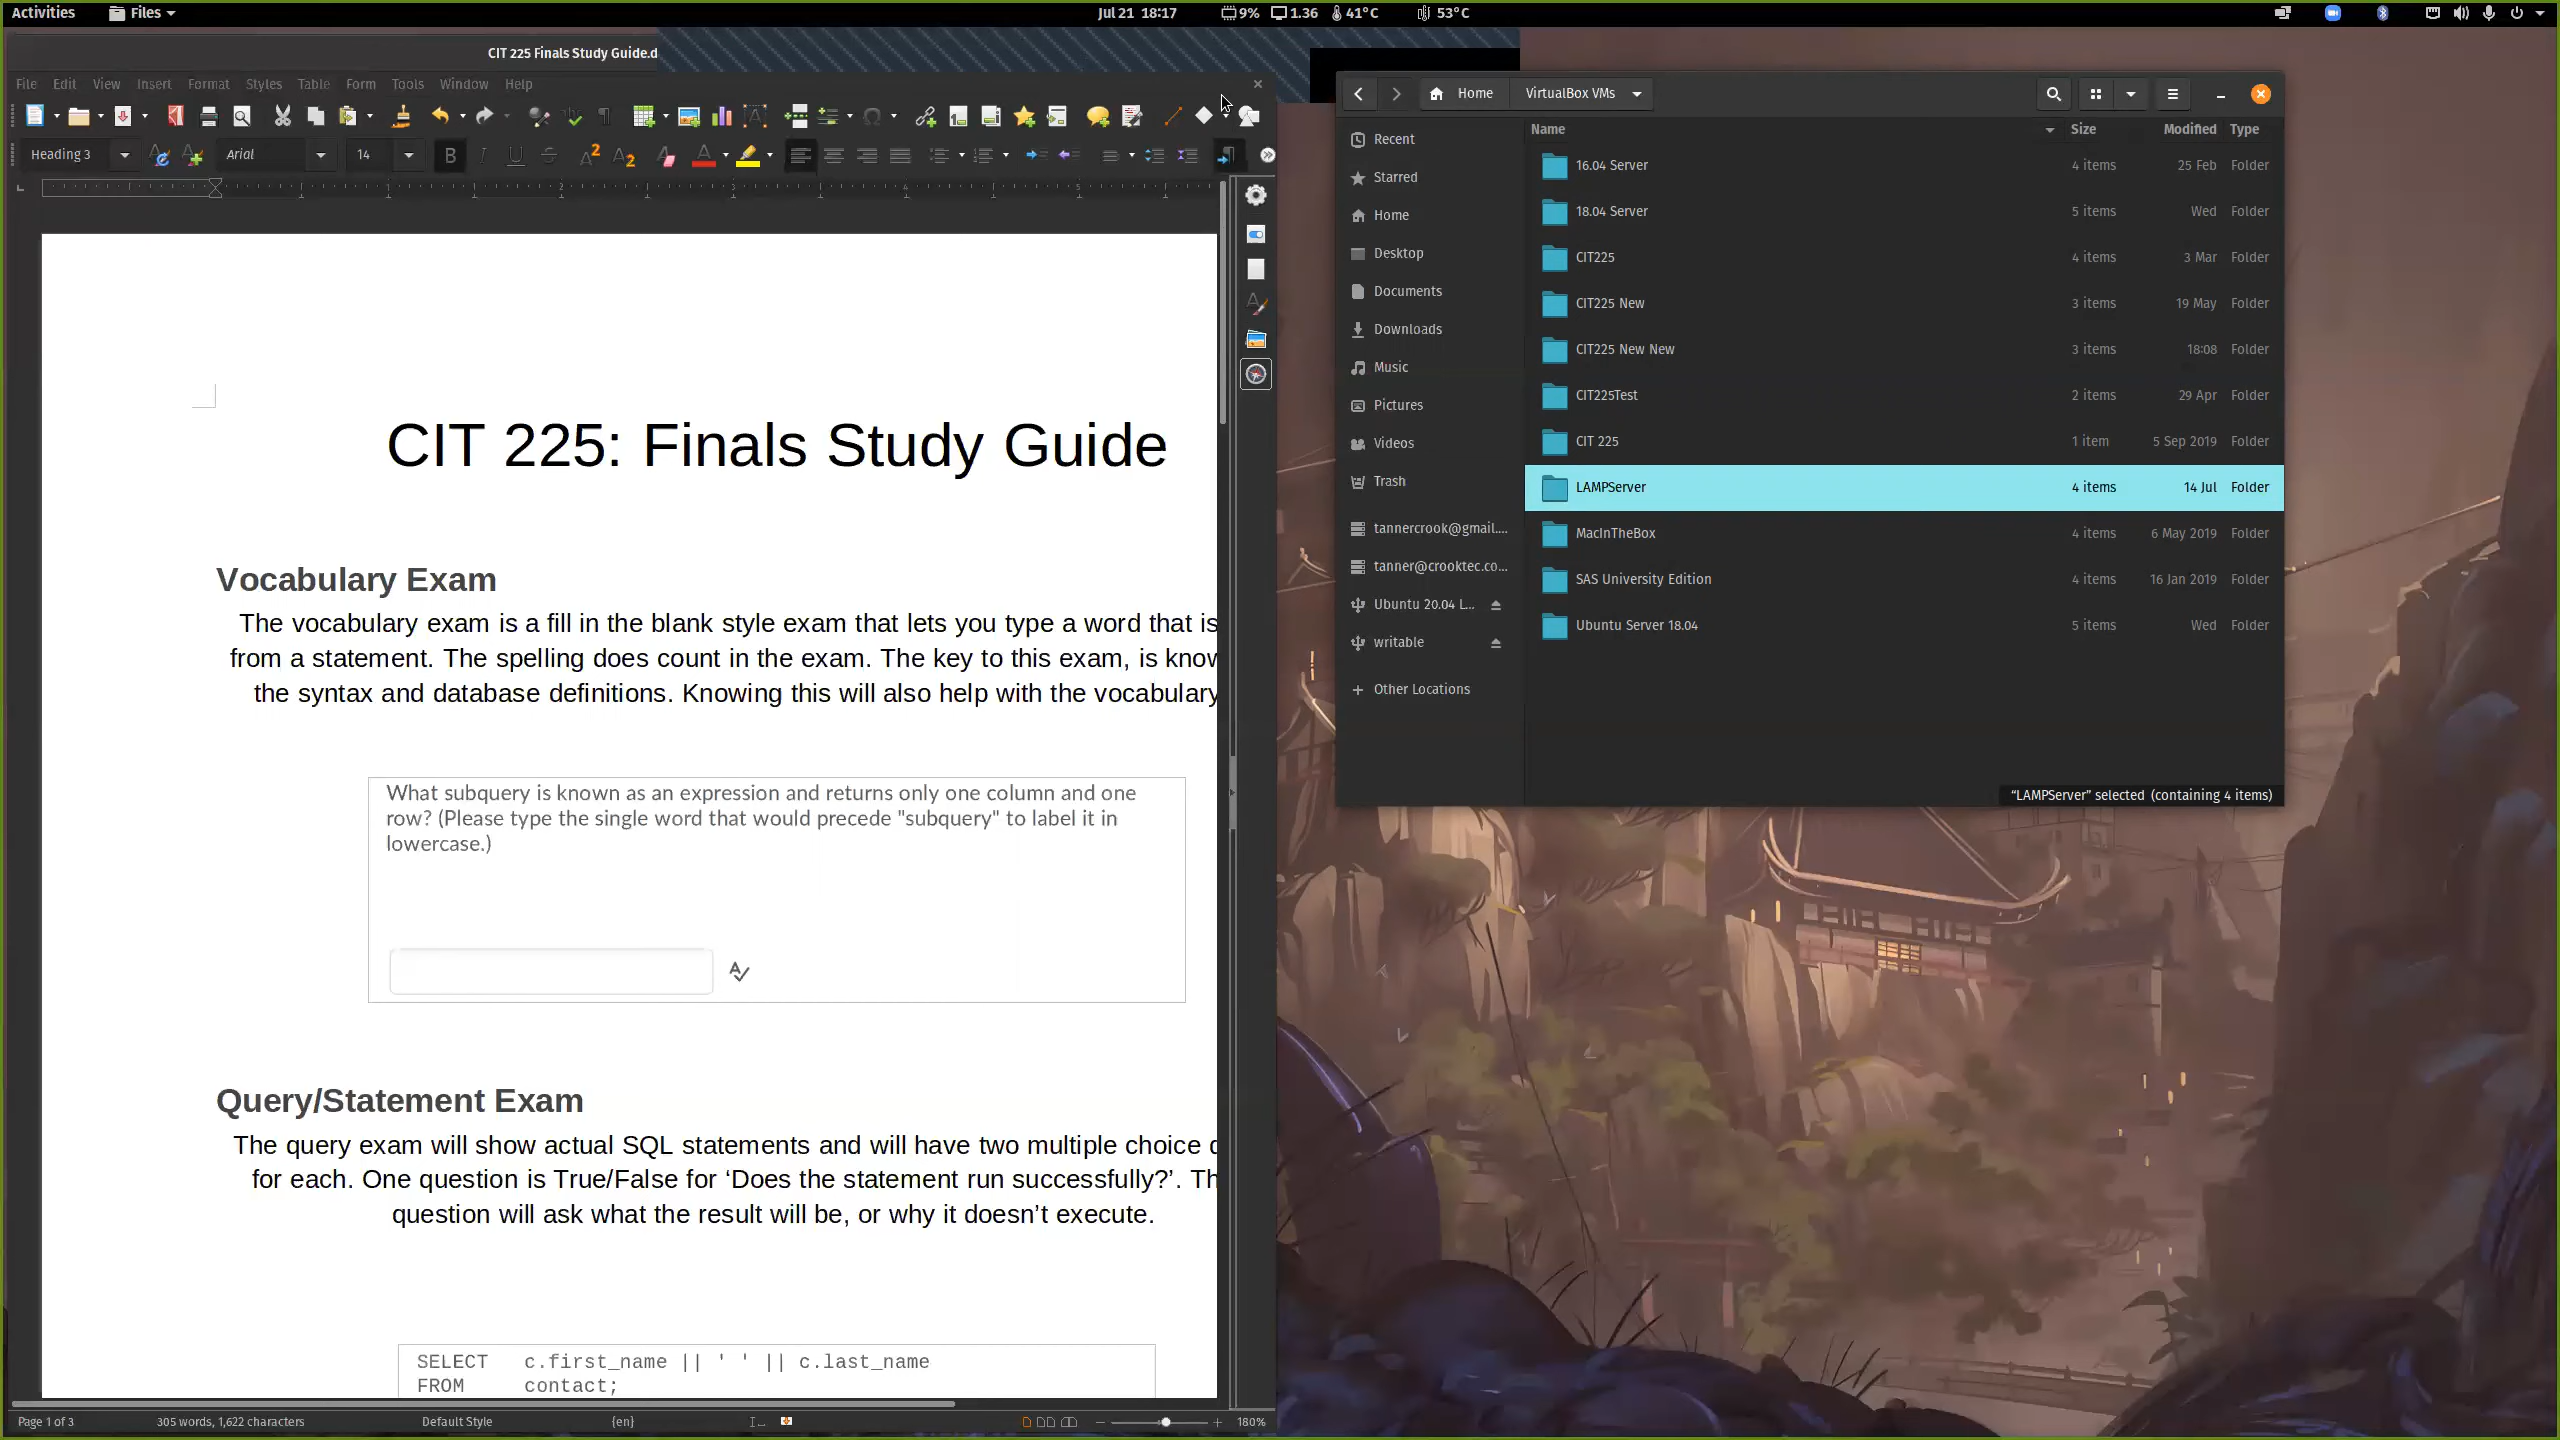 Activities
Files
Jul 21 18:17
9%
1.36
41°C
53°C
CIT 225 Finals Study Guide.d
File Edit View Insert Format Styles Table Form Tools Window Help
Heading 3
Arial
14
CIT 225: Finals Study Guide
Vocabulary Exam
The vocabulary exam is a fill in the blank style exam that lets you type a word that is
from a statement. The spelling does count in the exam. The key to this exam, is know
the syntax and database definitions. Knowing this will also help with the vocabulary
What subquery is known as an expression and returns only one column and one
row? (Please type the single word that would precede "subquery" to label it in
lowercase.)
Query/Statement Exam
The query exam will show actual SQL statements and will have two multiple choice
for each. One question is True/False for ‘Does the statement run successfully?’. Th
question will ask what the result will be, or why it doesn’t execute.
SELECT c.first_name || ' ' || c.last_name
FROM contact;
Page 1 of 3
305 words, 1,622 characters
Default Style
{en}
180%
Home
VirtualBox VMs
Recent
Starred
Home
Desktop
Documents
Downloads
Music
Pictures
Videos
Trash
tannercrook@gmail....
tanner@crooktec.co...
Ubuntu 20.04 L...
writable
Other Locations
Name Size Modified Type
16.04 Server 4 items 25 Feb Folder
18.04 Server 5 items Wed Folder
CIT225 4 items 3 Mar Folder
CIT225 New 3 items 19 May Folder
CIT225 New New 3 items 18:08 Folder
CIT225Test 2 items 29 Apr Folder
CIT 225 1 item 5 Sep 2019 Folder
LAMPServer 4 items 14 Jul Folder
MacInTheBox 4 items 6 May 2019 Folder
SAS University Edition 4 items 16 Jan 2019 Folder
Ubuntu Server 18.04 5 items Wed Folder
“LAMPServer” selected (containing 4 items)